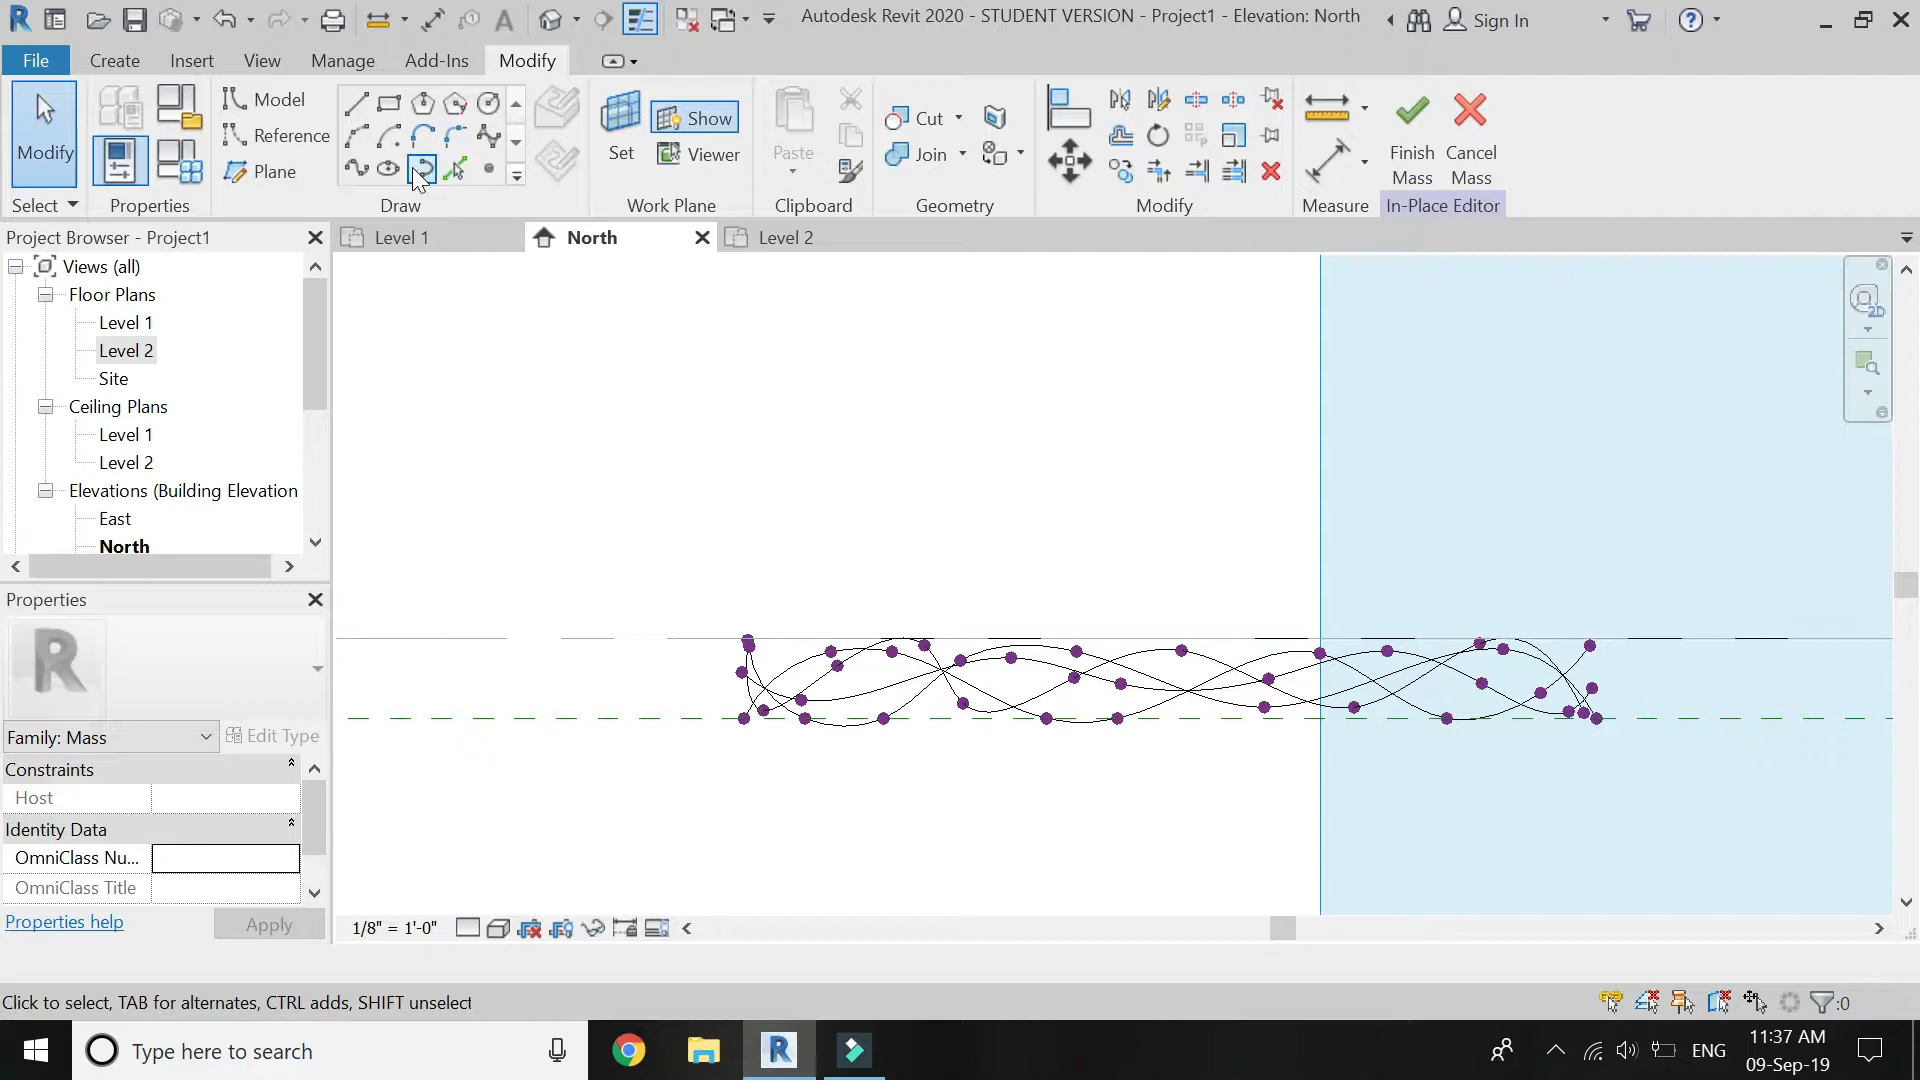 Autodesk Revit 2020 - STUDENT VERSION - Project1 - Elevation: North
Sign In
File
Create
Insert
View
Manage
Add-Ins
Modify
Modify
Select
Properties
Model
Reference
Plane
Draw
Set
Show
Viewer
Work Plane
Paste
Clipboard
Cut
Join
Geometry
Modify
Measure
Finish
Mass
Cancel
Mass
In-Place Editor
Project Browser - Project1
Level 1
North
Level 2
Views (all)
Floor Plans
Level 1
Level 2
Site
Ceiling Plans
Level 1
Level 2
Elevations (Building Elevation
East
North
2D
Properties
R
Family: Mass
Edit Type
Constraints
Host
Identity Data
OmniClass Nu...
OmniClass Title
Properties help
Apply
1/8" = 1'-0"
Click to select, TAB for alternates, CTRL adds, SHIFT unselect
:0
Type here to search
R
ENG
11:37 AM
09-Sep-19